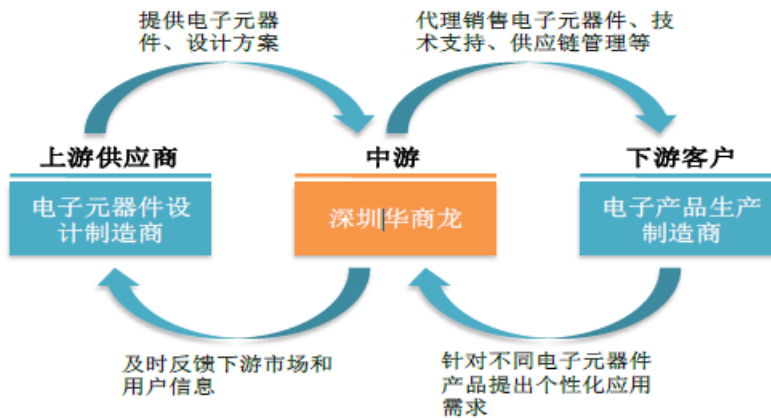 提供电子元器
件、设计方案
代理销售电子元器件、技
术支持、供应链管理等
上游供应商
中游
下游客户
电子元器件设
计制造商
深圳华商龙
电子产品生产
制造商
及时反馈下游市场和
用户信息
针对不同电子元器件
产品提出个性化应用
需求